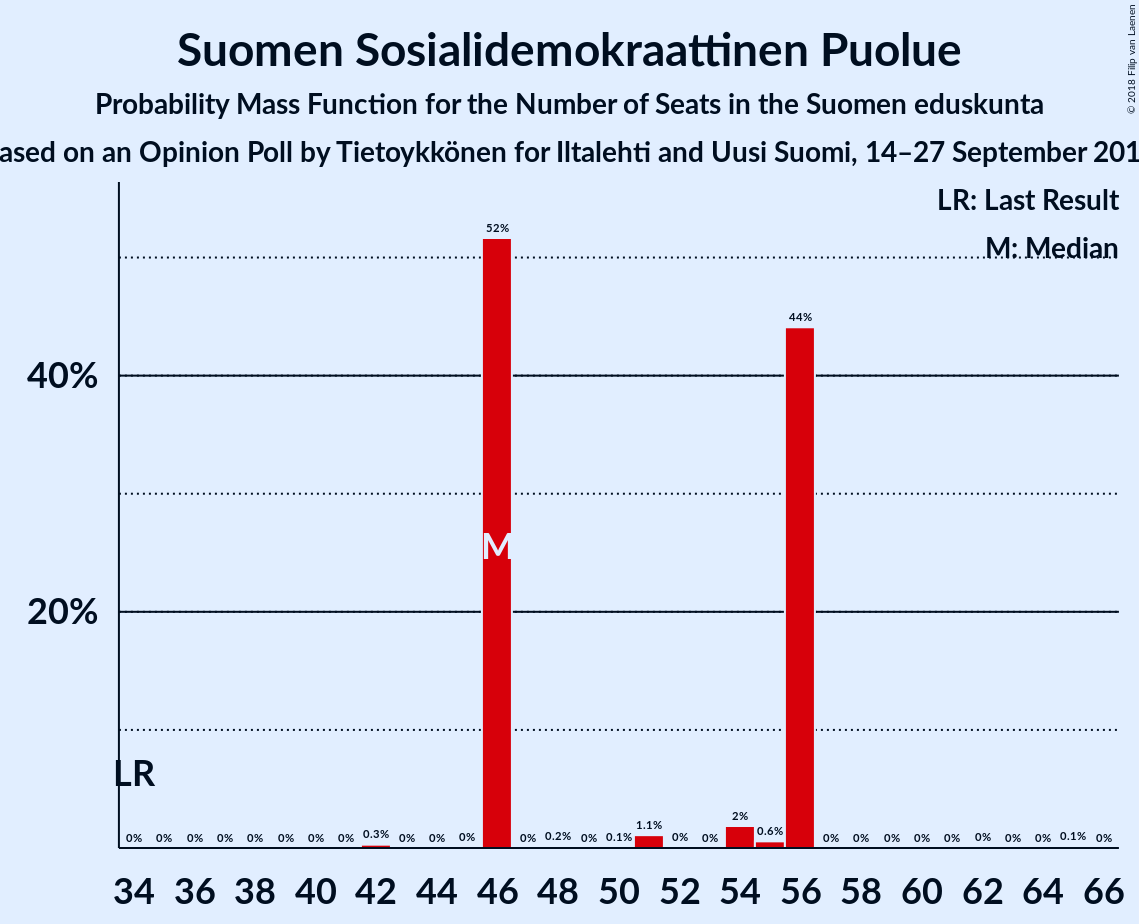 Suomen Sosialidemokraattinen Puolue
Probability Mass Function for the Number of Seats in the Suomen eduskunta
ased on an Opinion Poll by Tietoykkönen for Iltalehti and Uusi Suomi, 14–27 September 201
© 2018 Filip van Laenen
LR: Last Result
M: Median
52%
44%
40%
M
20%
LR
0% 0% 0% 0% 0% 0% 0% 0% 0.3% 0% 0% 0% 0% 0.2% 0% 0.1% 1.1% 0% 0% 2% 0.6% 0% 0% 0% 0% 0% 0% 0% 0% 0.1% 0%
34 36 38 40 42 44 46 48 50 52 54 56 58 60 62 64 66